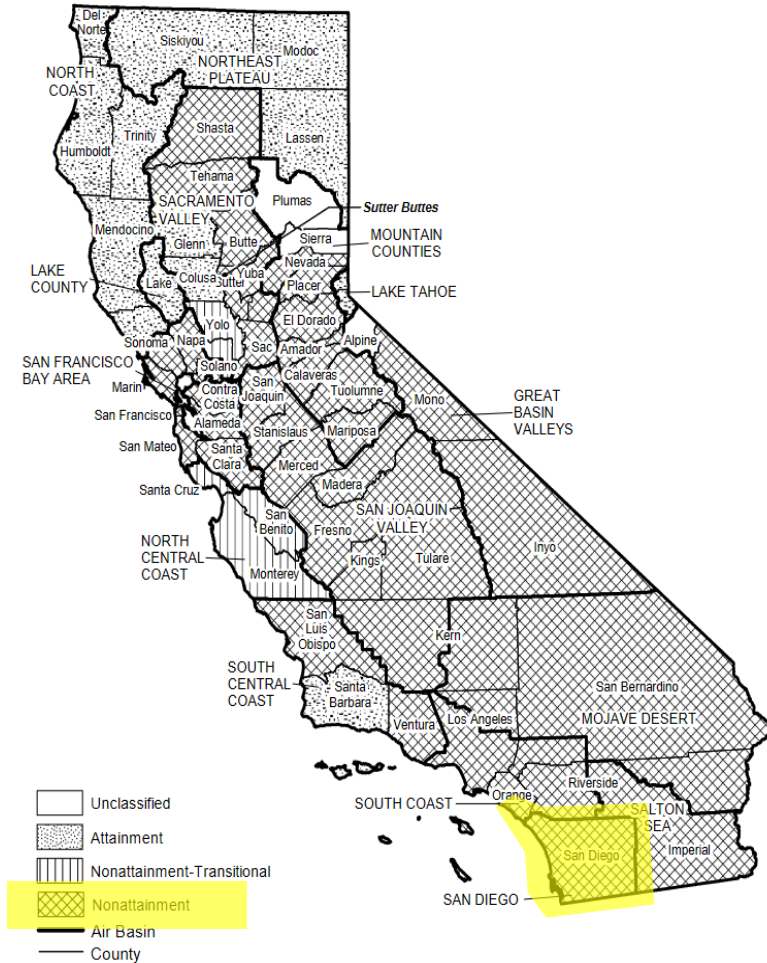 Del
Norte
Siskiyou
Modoc
NORTHEAST
PLATEAU
NORTH
COAST
Shasta
Trinity
Lassen
Humboldt
Tehama
Plumas
SACRAMENTO
VALLEY
Sutter Buttes
Mendocino
Glenn
Butte
Sierra
MOUNTAIN
COUNTIES
Nevada
LAKE
COUNTY
Lake
Colusa
Sutter
Yuba
Placer
LAKE TAHOE
Yolo
El Dorado
Sonoma
Napa
Sac
Amador
Alpine
Solano
SAN FRANCISCO
BAY AREA
Marin
Contra
Costa
San
Joaquin
Calaveras
Tuolumne
Mono
GREAT
BASIN
VALLEYS
San Francisco
Alameda
Stanislaus
Mariposa
San Mateo
Santa
Clara
Merced
Madera
Santa Cruz
SAN JOAQUIN
VALLEY
San
Benito
Fresno
NORTH
CENTRAL
COAST
Inyo
Kings
Tulare
Monterey
San
Luis
Obispo
Kern
SOUTH
CENTRAL
COAST
Santa
Barbara
San Bernardino
Ventura
Los Angeles
MOJAVE DESERT
Riverside
Orange
SOUTH COAST
SALTON
SEA
San Diego
Imperial
SAN DIEGO
Unclassified
Attainment
Nonattainment-Transitional
Nonattainment
Air Basin
County